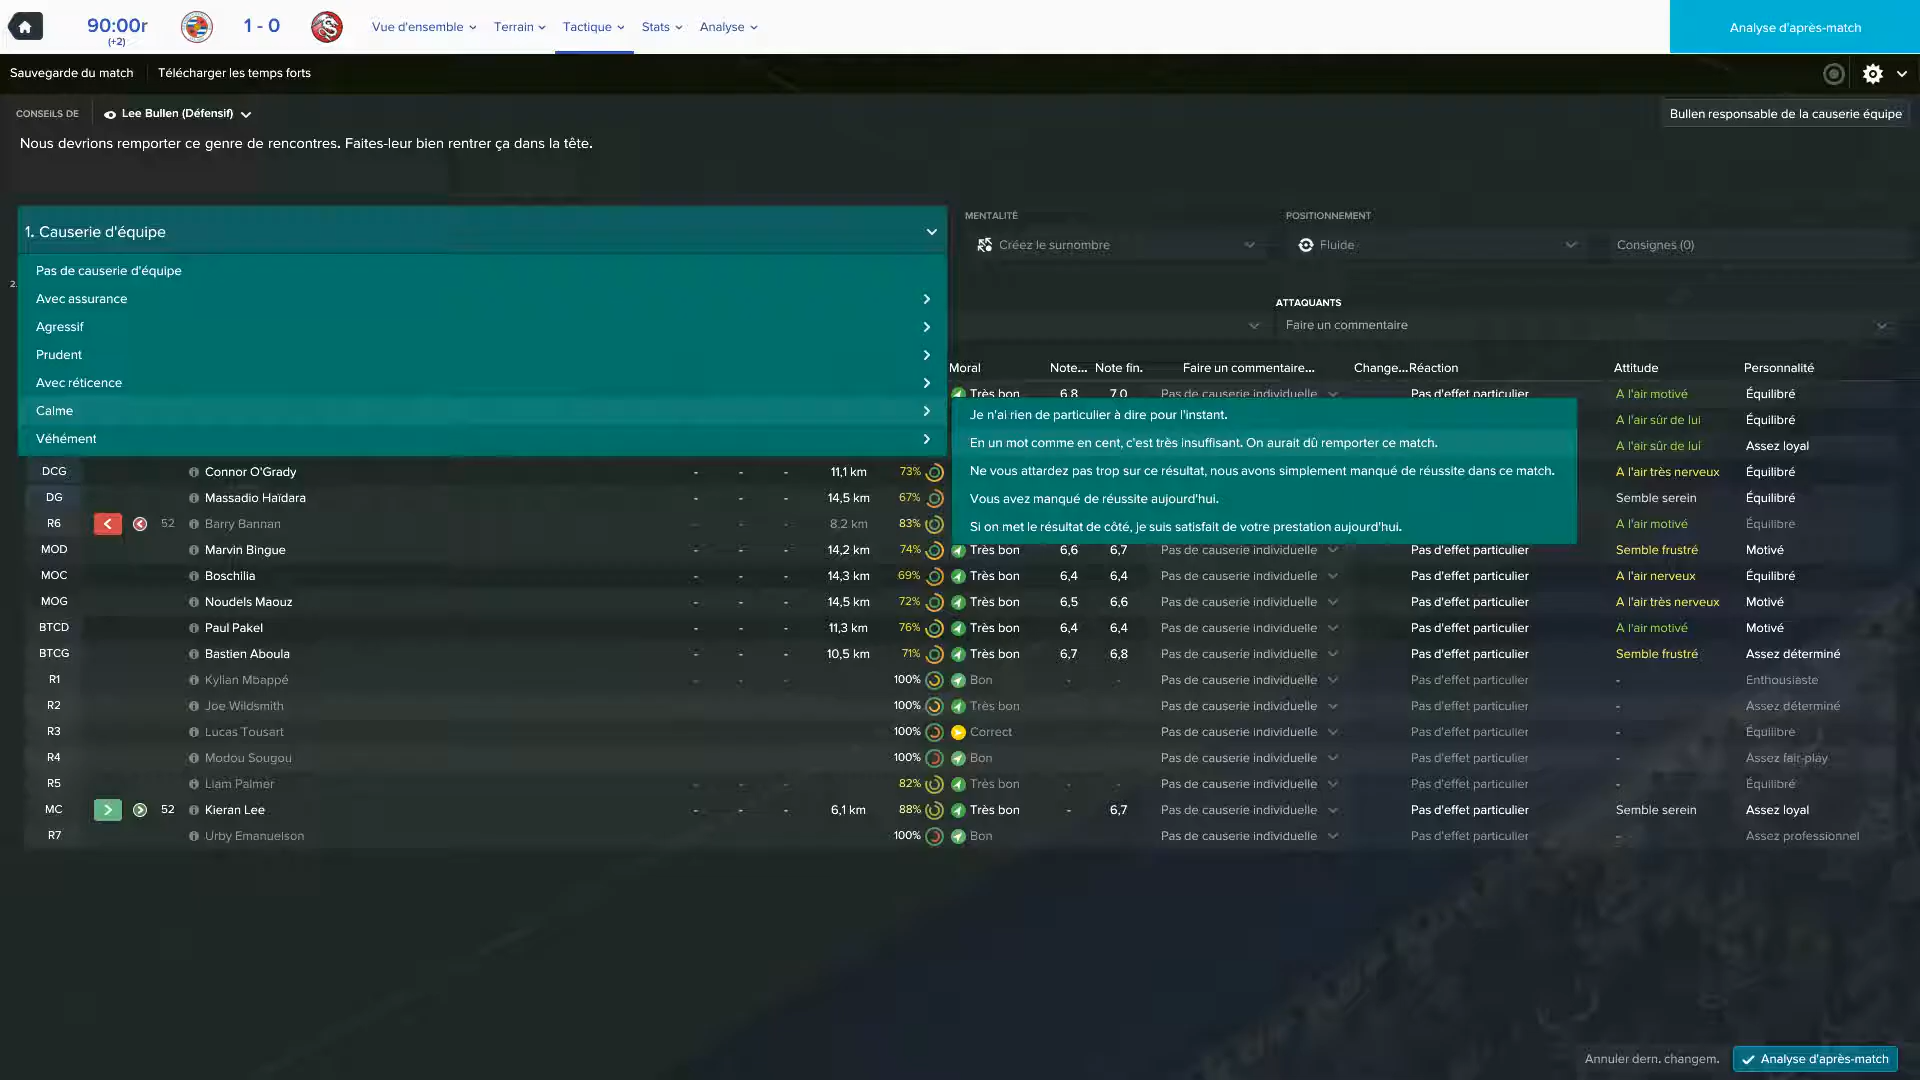 90:00r
(+2)
1 - 0
Vue d'ensemble
Terrain
Tactique
Stats
Analyse
Analyse d'après-match
Sauvegarde du match
Télécharger les temps forts
CONSEILS DE
Lee Bullen (Défensif)
Bullen responsable de la causerie équipe
Nous devrions remporter ce genre de rencontres. Faites-leur bien rentrer ça dans la tête.
1. Causerie d'équipe
Pas de causerie d'équipe
Avec assurance
Agressif
Prudent
Avec réticence
Calme
Véhément
2.
MENTALITÉ
Créez le surnombre
POSITIONNEMENT
Fluide
Consignes (0)
ATTAQUANTS
Faire un commentaire
Moral Note... Note fin. Faire un commentaire... Change... Réaction Attitude Personnalité
Très bon 6,8 7,0 Pas de causerie individuelle Pas d'effet particulier A l'air motivé Équilibré
Je n'ai rien de particulier à dire pour l'instant.
En un mot comme en cent, c'est très insuffisant. On aurait dû remporter ce match.
Ne vous attardez pas trop sur ce résultat, nous avons simplement manqué de réussite dans ce match.
Vous avez manqué de réussite aujourd'hui.
Si on met le résultat de côté, je suis satisfait de votre prestation aujourd'hui.
A l'air sûr de lui Équilibré
A l'air sûr de lui Assez loyal
DCG Connor O'Grady - - - 11,1 km 73% A l'air très nerveux Équilibré
DG Massadio Haïdara - - - 14,5 km 67% Semble serein Équilibré
R6 52 Barry Bannan - - - 8,2 km 83% A l'air motivé Équilibré
MOD Marvin Bingue - - - 14,2 km 74% Très bon 6,6 6,7 Pas de causerie individuelle Pas d'effet particulier Semble frustré Motivé
MOC Boschilia - - - 14,3 km 69% Très bon 6,4 6,4 Pas de causerie individuelle Pas d'effet particulier A l'air nerveux Équilibré
MOG Noudels Maouz - - - 14,5 km 72% Très bon 6,5 6,6 Pas de causerie individuelle Pas d'effet particulier A l'air très nerveux Motivé
BTCD Paul Pakel - - - 11,3 km 76% Très bon 6,4 6,4 Pas de causerie individuelle Pas d'effet particulier A l'air motivé Motivé
BTCG Bastien Aboula - - - 10,5 km 71% Très bon 6,7 6,8 Pas de causerie individuelle Pas d'effet particulier Semble frustré Assez déterminé
R1 Kylian Mbappé - - - 100% Bon - - Pas de causerie individuelle Pas d'effet particulier - Enthousiaste
R2 Joe Wildsmith 100% Très bon Pas de causerie individuelle Pas d'effet particulier - Assez déterminé
R3 Lucas Tousart 100% Correct Pas de causerie individuelle Pas d'effet particulier - Équilibré
R4 Modou Sougou 100% Bon Pas de causerie individuelle Pas d'effet particulier - Assez fair-play
R5 Liam Palmer - - - 82% Très bon - - Pas de causerie individuelle Pas d'effet particulier - Équilibré
MC 52 Kieran Lee - - - 6,1 km 88% Très bon - 6,7 Pas de causerie individuelle Pas d'effet particulier Semble serein Assez loyal
R7 Urby Emanuelson 100% Bon Pas de causerie individuelle Pas d'effet particulier - Assez professionnel
Annuler dern. changem.
Analyse d'après-match